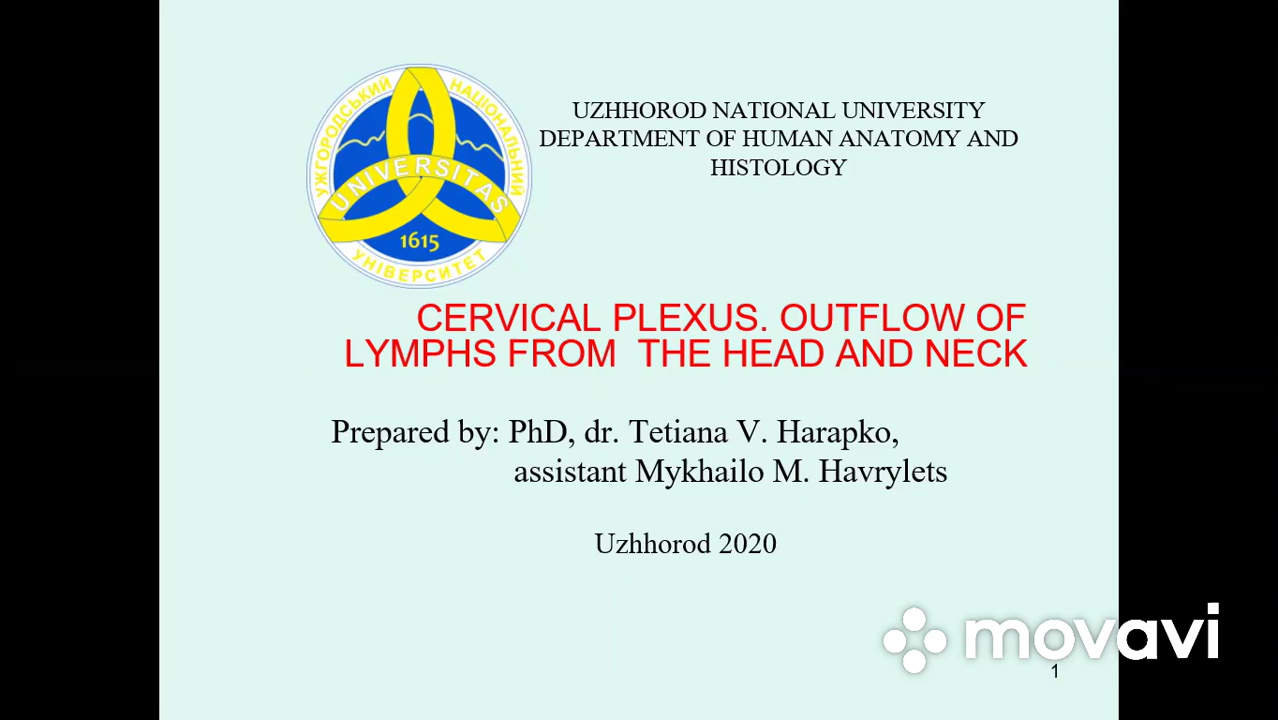 УЖГОРОДСЬКИЙ НАЦІОНАЛЬНИЙ
UNIVERSITAS
1615
УНІВЕРСИТЕТ
UZHHOROD NATIONAL UNIVERSITY
DEPARTMENT OF HUMAN ANATOMY AND
HISTOLOGY
CERVICAL PLEXUS. OUTFLOW OF
LYMPHS FROM THE HEAD AND NECK
Prepared by: PhD, dr. Tetiana V. Harapko,
assistant Mykhailo M. Havrylets
Uzhhorod 2020
movavi
1